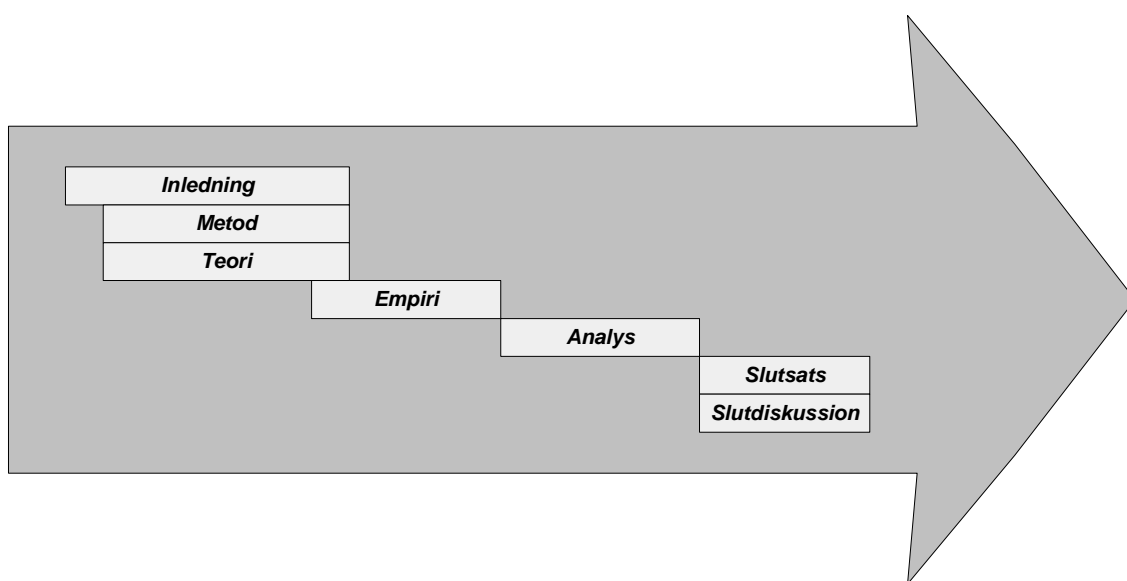 Inledning
Metod
Teori
Empiri
Analys
Slutsats
Slutdiskussion